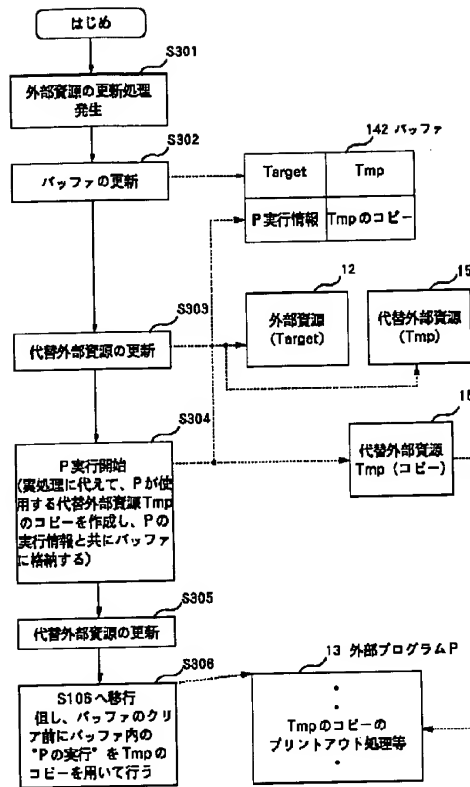 はじめ
S301
外部資源の更新処理
発生
S302
バッファの更新
142 バッファ
Target
Tmp
P実行情報
Tmpのコピー
S303
代替外部資源の更新
12
外部資源
(Target)
15
代替外部資源
(Tmp)
S304
P実行開始
(実処理に代えて、Pが使
用する代替外部資源Tmp
のコピーを作成し、Pの
実行情報と共にバッファ
に格納する)
代替外部資源
Tmp(コピー)
S305
代替外部資源の更新
S306
S106へ移行
但し、バッファのクリ
ア前にバッファ内の
"Pの実行"をTmpの
コピーを用いて行う
13 外部プログラムP
・
・
Tmpのコピーの
プリントアウト処理等
・